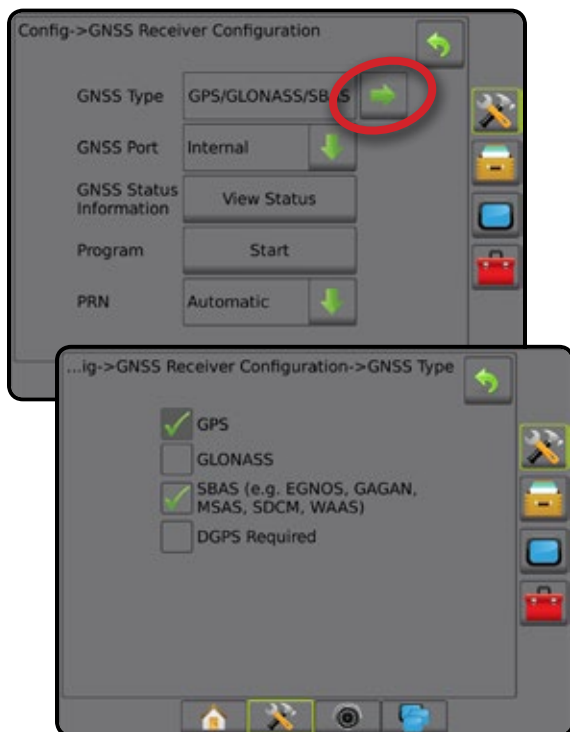 Config->GNSS Receiver Configuration
GNSS Type GPS/GLONASS/SBAS
GNSS Port Internal
GNSS Status
Information View Status
Program Start
PRN Automatic
...ig->GNSS Receiver Configuration->GNSS Type
GPS
GLONASS
SBAS (e.g. EGNOS, GAGAN,
MSAS, SDCM, WAAS)
DGPS Required